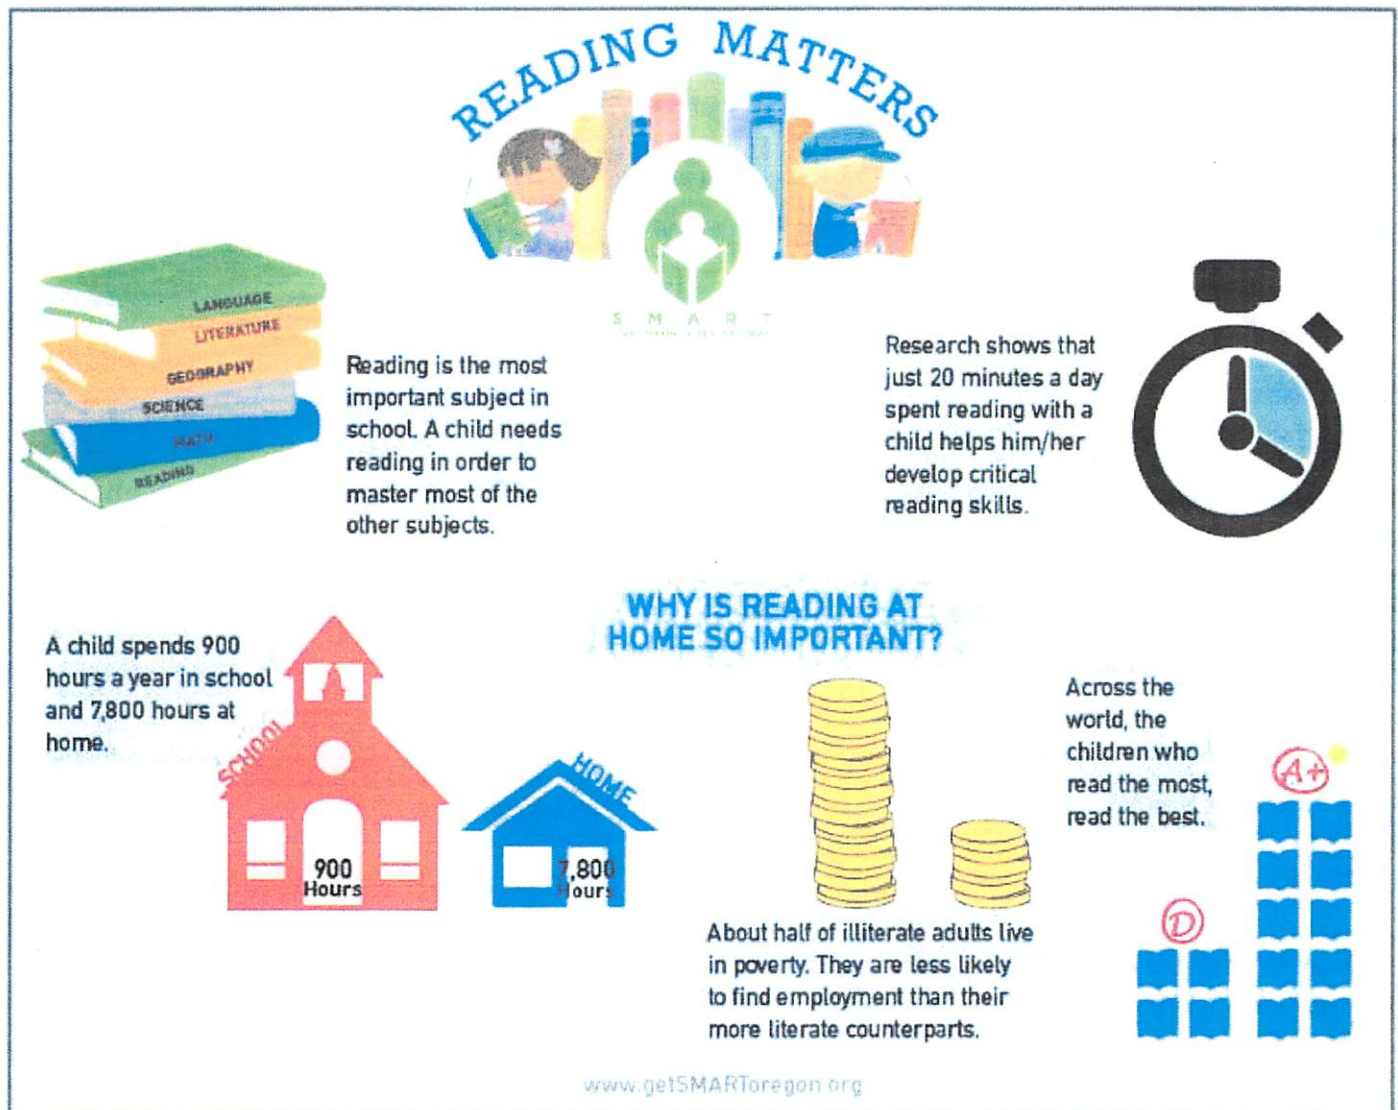 READING MATTERS
S M A R T
LANGUAGE
LITERATURE
GEOGRAPHY
SCIENCE
MATH
READING
Reading is the most
important subject in
school. A child needs
reading in order to
master most of the
other subjects.
Research shows that
just 20 minutes a day
spent reading with a
child helps him/her
develop critical
reading skills.
WHY IS READING AT
HOME SO IMPORTANT?
A child spends 900
hours a year in school
and 7,800 hours at
home.
SCHOOL
900
Hours
HOME
7,800
Hours
About half of illiterate adults live
in poverty. They are less likely
to find employment than their
more literate counterparts.
Across the
world, the
children who
read the most,
read the best.
D
A+
www.getSMARToregon.org